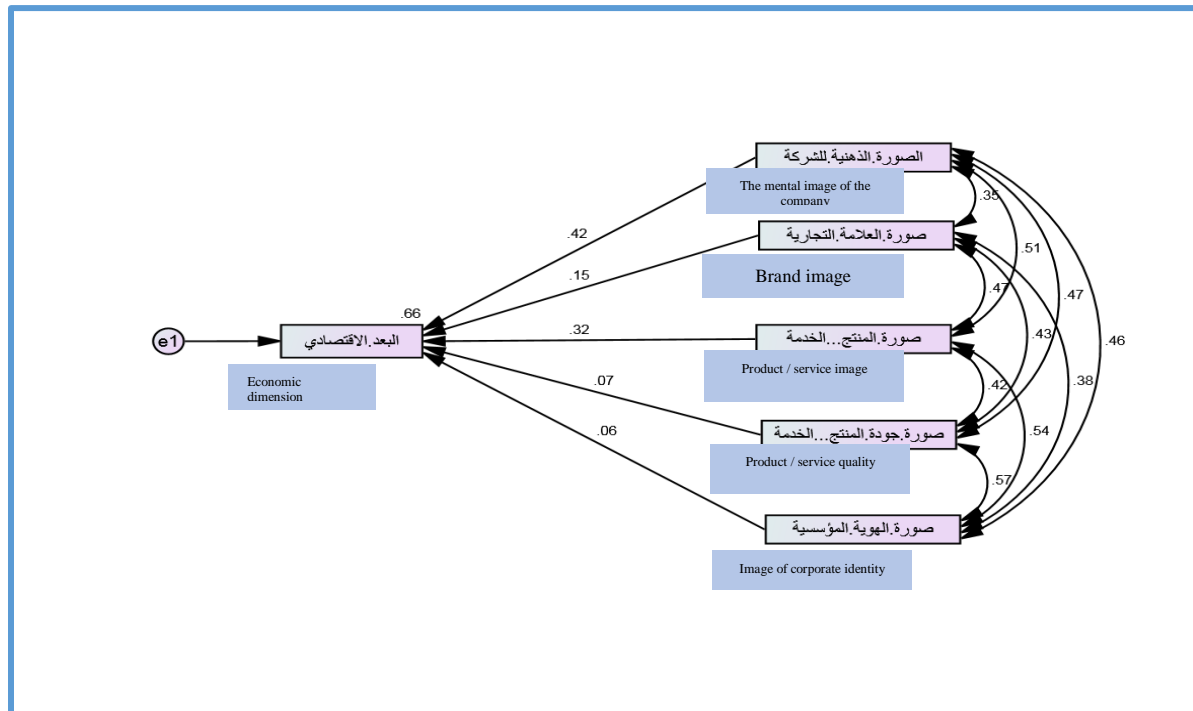 الصورة.الذهنية.للشركة
The mental image of the
company
.35
.42
صورة.العلامة.التجارية
.51
Brand image
.15
.47
.47
.66
.43
.46
e1
البعد.الاقتصادي
.32
صورة.المنتج...الخدمة
Economic
dimension
Product / service image
.07
.42
.38
صورة.جودة.المنتج...الخدمة
.54
.06
Product / service quality
.57
صورة.الهوية.المؤسسية
Image of corporate identity